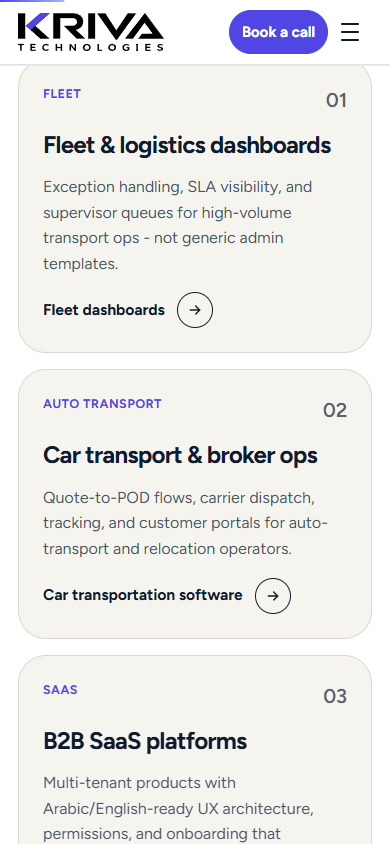 KRIVA
TECHNOLOGIES
Book a call
FLEET
01
Fleet & logistics dashboards
Exception handling, SLA visibility, and
supervisor queues for high-volume
transport ops - not generic admin
templates.
Fleet dashboards
AUTO TRANSPORT
02
Car transport & broker ops
Quote-to-POD flows, carrier dispatch,
tracking, and customer portals for auto-
transport and relocation operators.
Car transportation software
SAAS
03
B2B SaaS platforms
Multi-tenant products with
Arabic/English-ready UX architecture,
permissions, and onboarding that